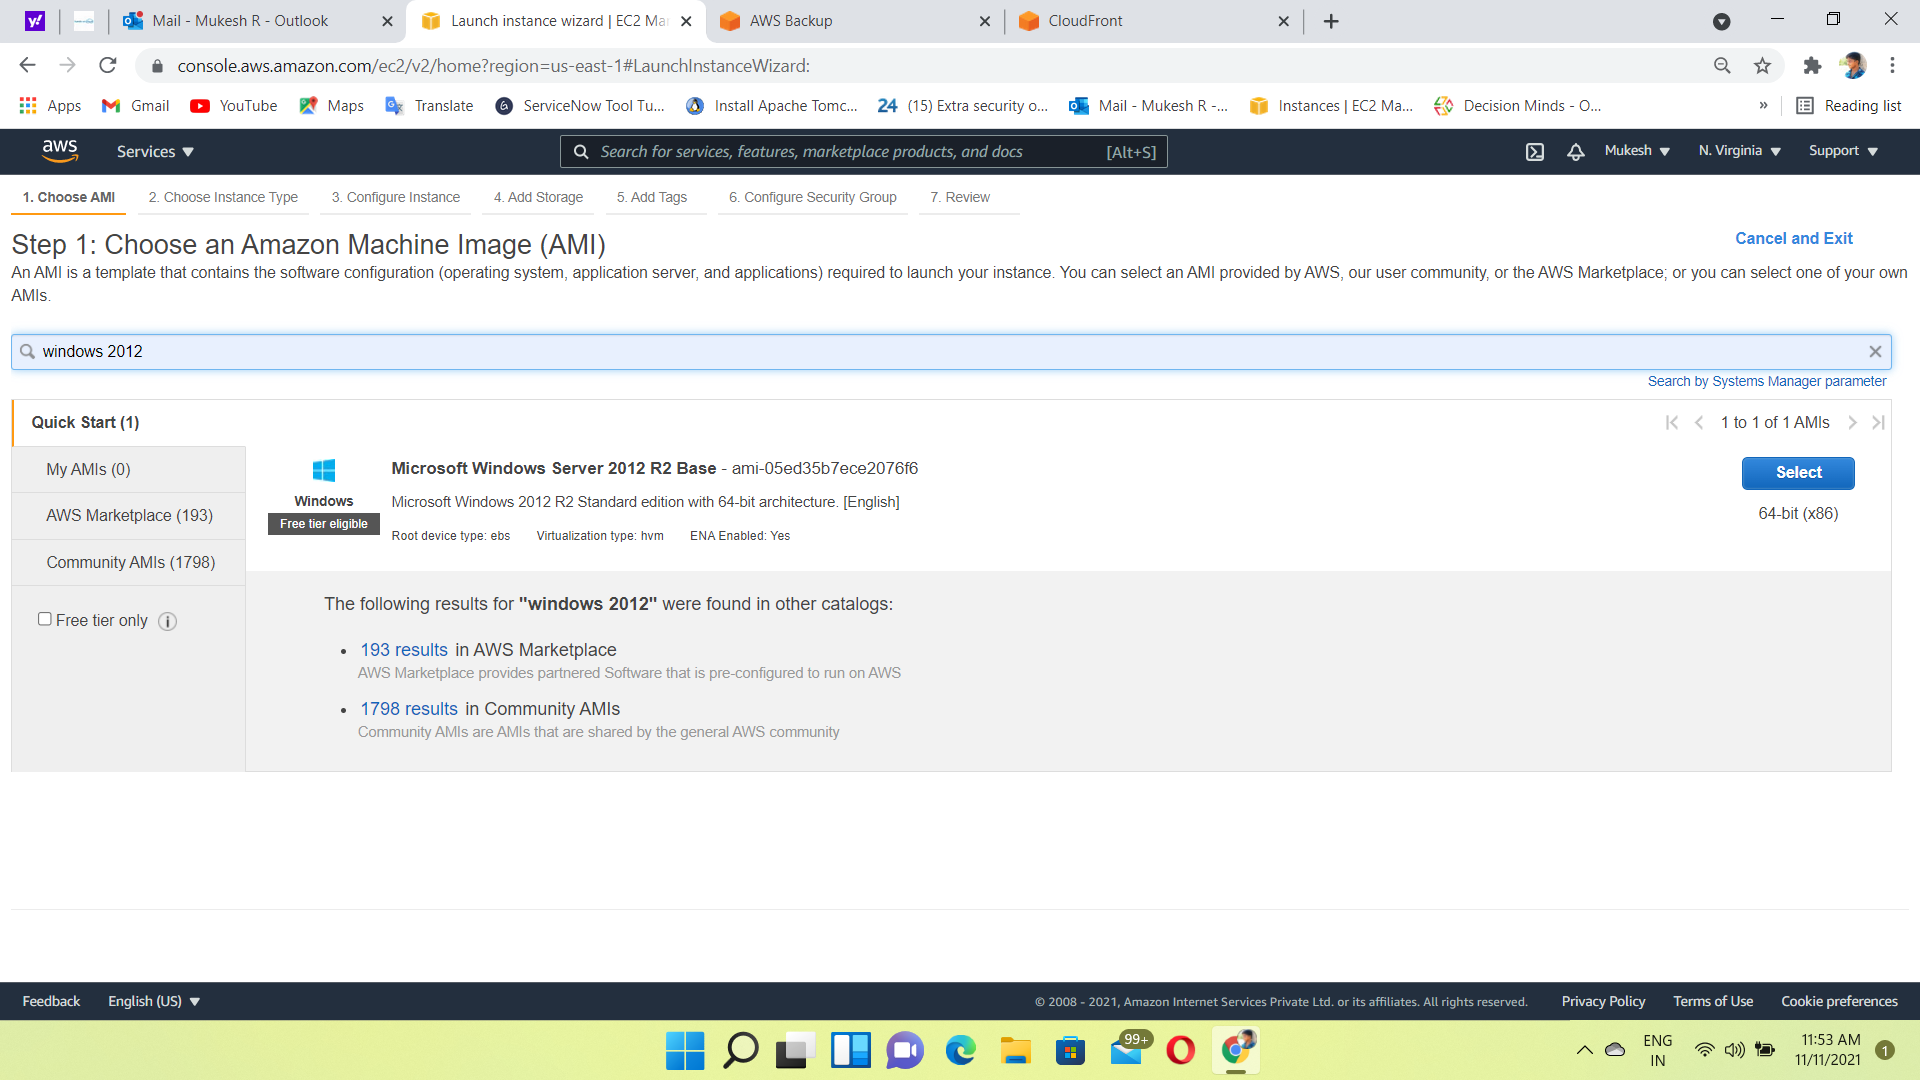 Mail - Mukesh R - Outlook
Launch instance wizard | EC2 Ma
AWS Backup
CloudFront
console.aws.amazon.com/ec2/v2/home?region=us-east-1#LaunchInstanceWizard:
Apps
Gmail
YouTube
Maps
Translate
ServiceNow Tool Tu...
Install Apache Tomc...
24 (15) Extra security o...
Mail - Mukesh R -...
Instances | EC2 Ma...
Decision Minds - O...
»
Reading list
aws
Services
Search for services, features, marketplace products, and docs
[Alt+S]
Mukesh
N. Virginia
Support
1. Choose AMI
2. Choose Instance Type
3. Configure Instance
4. Add Storage
5. Add Tags
6. Configure Security Group
7. Review
Step 1: Choose an Amazon Machine Image (AMI)
Cancel and Exit
An AMI is a template that contains the software configuration (operating system, application server, and applications) required to launch your instance. You can select an AMI provided by AWS, our user community, or the AWS Marketplace; or you can select one of your own
AMIs.
windows 2012
Search by Systems Manager parameter
Quick Start (1)
1 to 1 of 1 AMIs
My AMIs (0)
AWS Marketplace (193)
Community AMIs (1798)
Free tier only
i
Windows
Free tier eligible
Microsoft Windows Server 2012 R2 Base - ami-05ed35b7ece2076f6
Microsoft Windows 2012 R2 Standard edition with 64-bit architecture. [English]
Root device type: ebs
Virtualization type: hvm
ENA Enabled: Yes
Select
64-bit (x86)
The following results for "windows 2012" were found in other catalogs:
• 193 results in AWS Marketplace
AWS Marketplace provides partnered Software that is pre-configured to run on AWS
• 1798 results in Community AMIs
Community AMIs are AMIs that are shared by the general AWS community
Feedback
English (US)
© 2008 - 2021, Amazon Internet Services Private Ltd. or its affiliates. All rights reserved.
Privacy Policy
Terms of Use
Cookie preferences
99+
ENG
IN
11:53 AM
11/11/2021
1